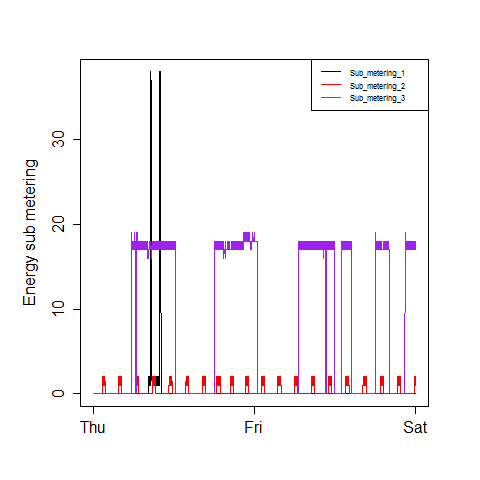 Sub_metering_1
Sub_metering_2
Sub_metering_3
Energy sub metering
30
20
10
0
Thu Fri Sat